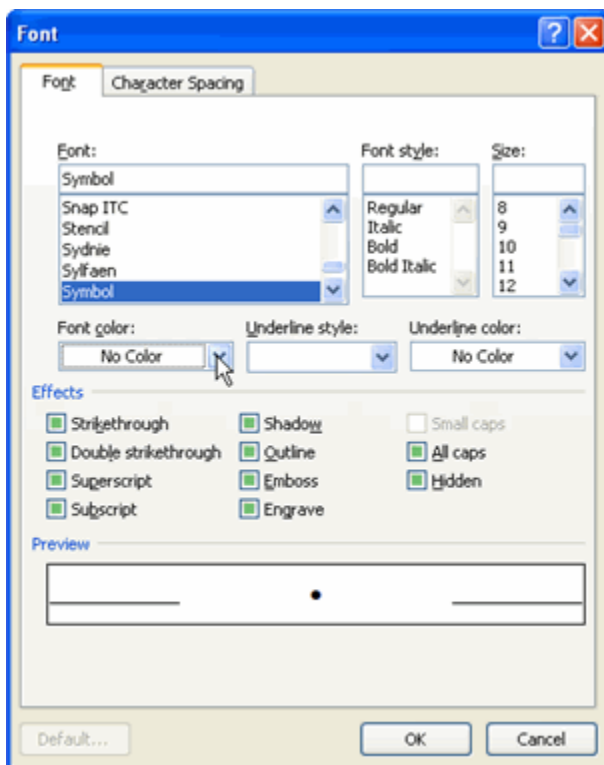 Font
Font Character Spacing
Font: Font style: Size:
Symbol
Snap ITC Regular 8
Stencil Italic 9
Sydnie Bold 10
Sylfaen Bold Italic 11
Symbol 12
Font color: Underline style: Underline color:
No Color No Color
Effects
Strikethrough Shadow Small caps
Double strikethrough Outline All caps
Superscript Emboss Hidden
Subscript Engrave
Preview
Default... OK Cancel